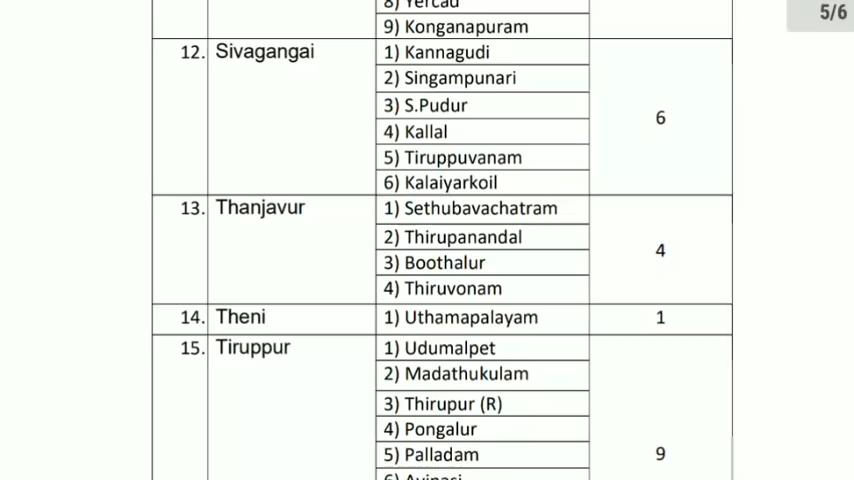 5/6
8) Yercad
9) Konganapuram
12. Sivagangai 1) Kannagudi
2) Singampunari
3) S.Pudur
6
4) Kallal
5) Tiruppuvanam
6) Kalaiyarkoil
13. Thanjavur 1) Sethubavachatram
2) Thirupanandal
4
3) Boothalur
4) Thiruvonam
14. Theni 1) Uthamapalayam 1
15. Tiruppur 1) Udumalpet
2) Madathukulam
3) Thirupur (R)
4) Pongalur
5) Palladam 9
6) Avinasi